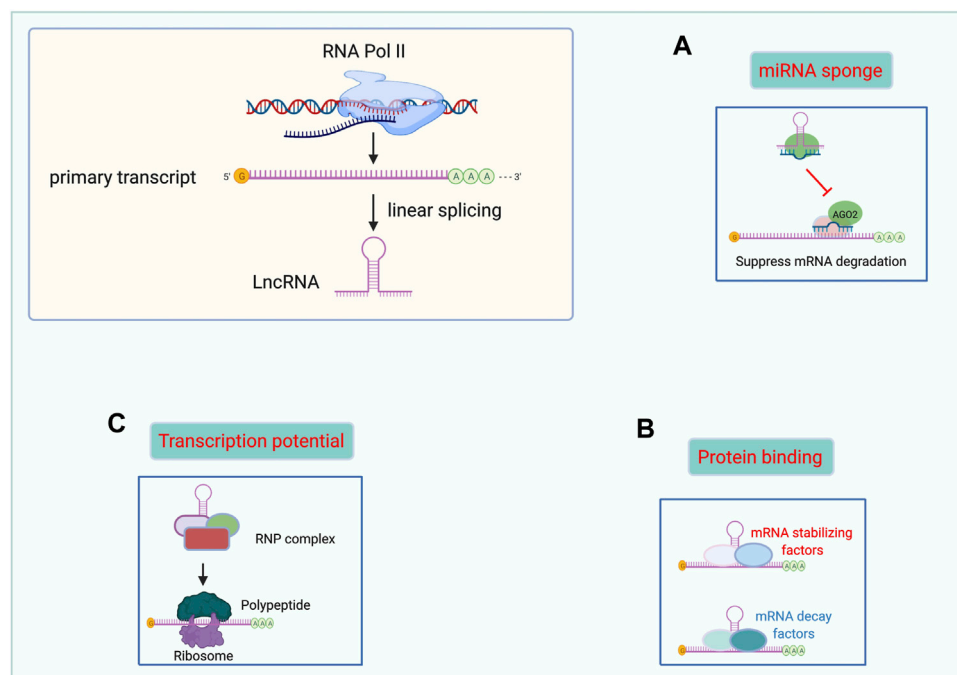 RNA Pol II
primary transcript
5' G A A A --- 3'
linear splicing
LncRNA
A
miRNA sponge
AGO2
G A A A
Suppress mRNA degradation
C
Transcription potential
RNP complex
Polypeptide
G A A A
Ribosome
B
Protein binding
mRNA stabilizing
factors
G A A A
mRNA decay
factors
G A A A